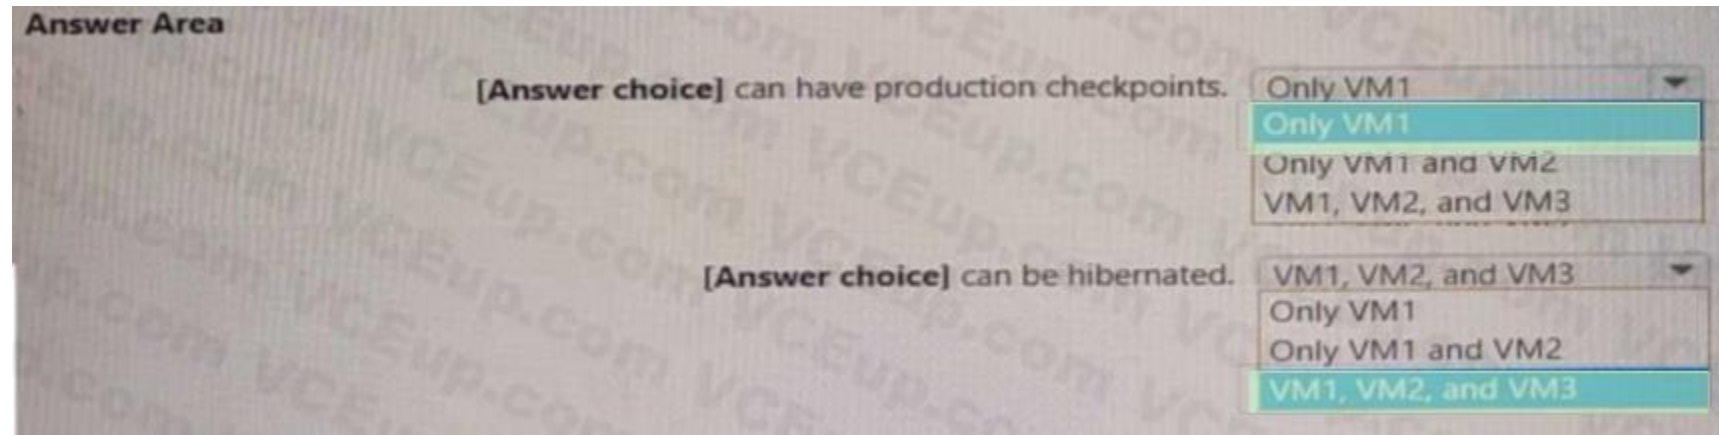 Answer Area
[Answer choice] can have production checkpoints. Only VM1
Only VM1
Only VM1 and VM2
VM1, VM2, and VM3
[Answer choice] can be hibernated. VM1, VM2, and VM3
Only VM1
Only VM1 and VM2
VM1, VM2, and VM3